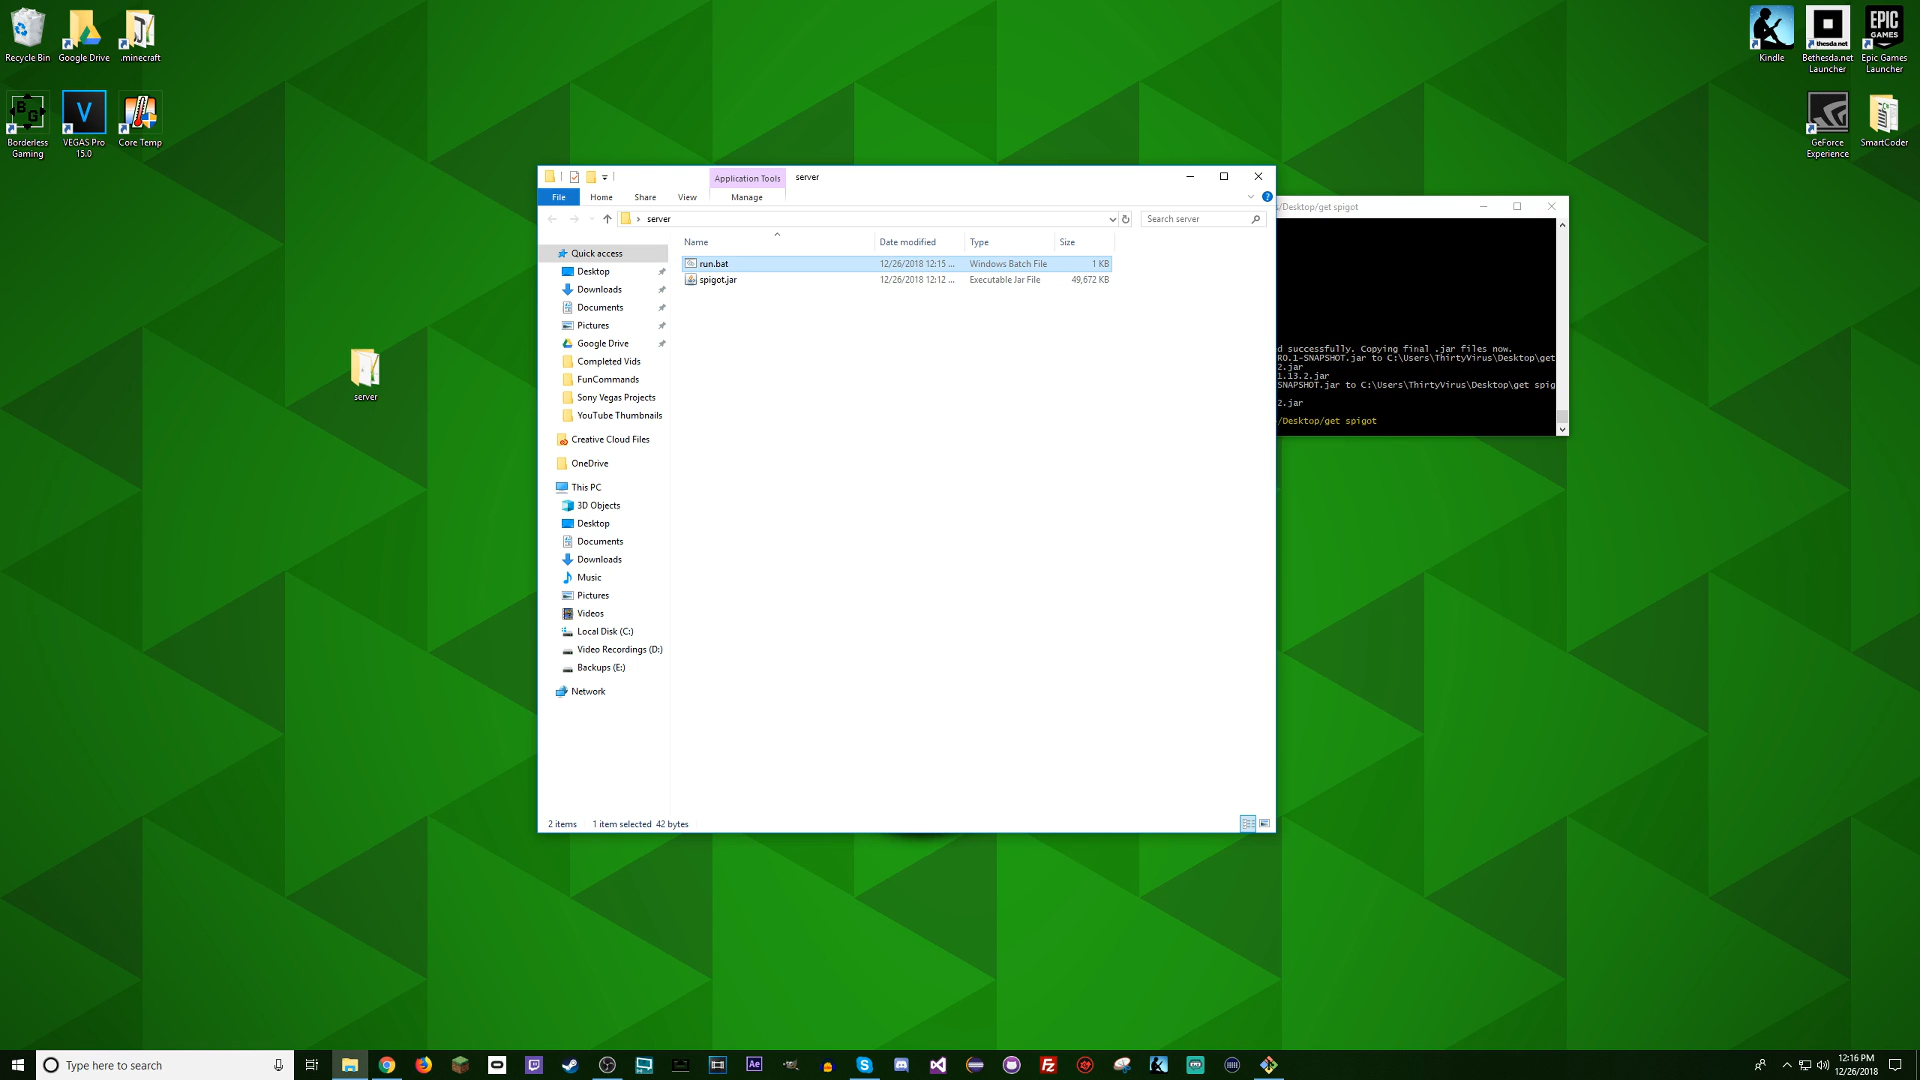 Recycle Bin
Google Drive
.minecraft
Borderless Gaming
VEGAS Pro 15.0
Core Temp
Kindle
Bethesda.net Launcher
EPIC GAMES
Epic Games Launcher
thesda.net
GeForce Experience
SmartCoder
server
Application Tools
server
File
Home
Share
View
Manage
server
Search server
Name
Date modified
Type
Size
run.bat
12/26/2018 12:15 ...
Windows Batch File
1 KB
spigot.jar
12/26/2018 12:12 ...
Executable Jar File
49,672 KB
Quick access
Desktop
Downloads
Documents
Pictures
Google Drive
Completed Vids
FunCommands
Sony Vegas Projects
YouTube Thumbnails
Creative Cloud Files
OneDrive
This PC
3D Objects
Desktop
Documents
Downloads
Music
Pictures
Videos
Local Disk (C:)
Video Recordings (D:)
Backups (E:)
Network
2 items
1 item selected 42 bytes
/Desktop/get spigot
d successfully. Copying final .jar files now.
R0.1-SNAPSHOT.jar to C:\Users\ThirtyVirus\Desktop\get
2.jar
1.13.2.jar
SNAPSHOT.jar to C:\Users\ThirtyVirus\Desktop\get spig
2.jar
/Desktop/get spigot
Type here to search
Ae
12:16 PM
12/26/2018